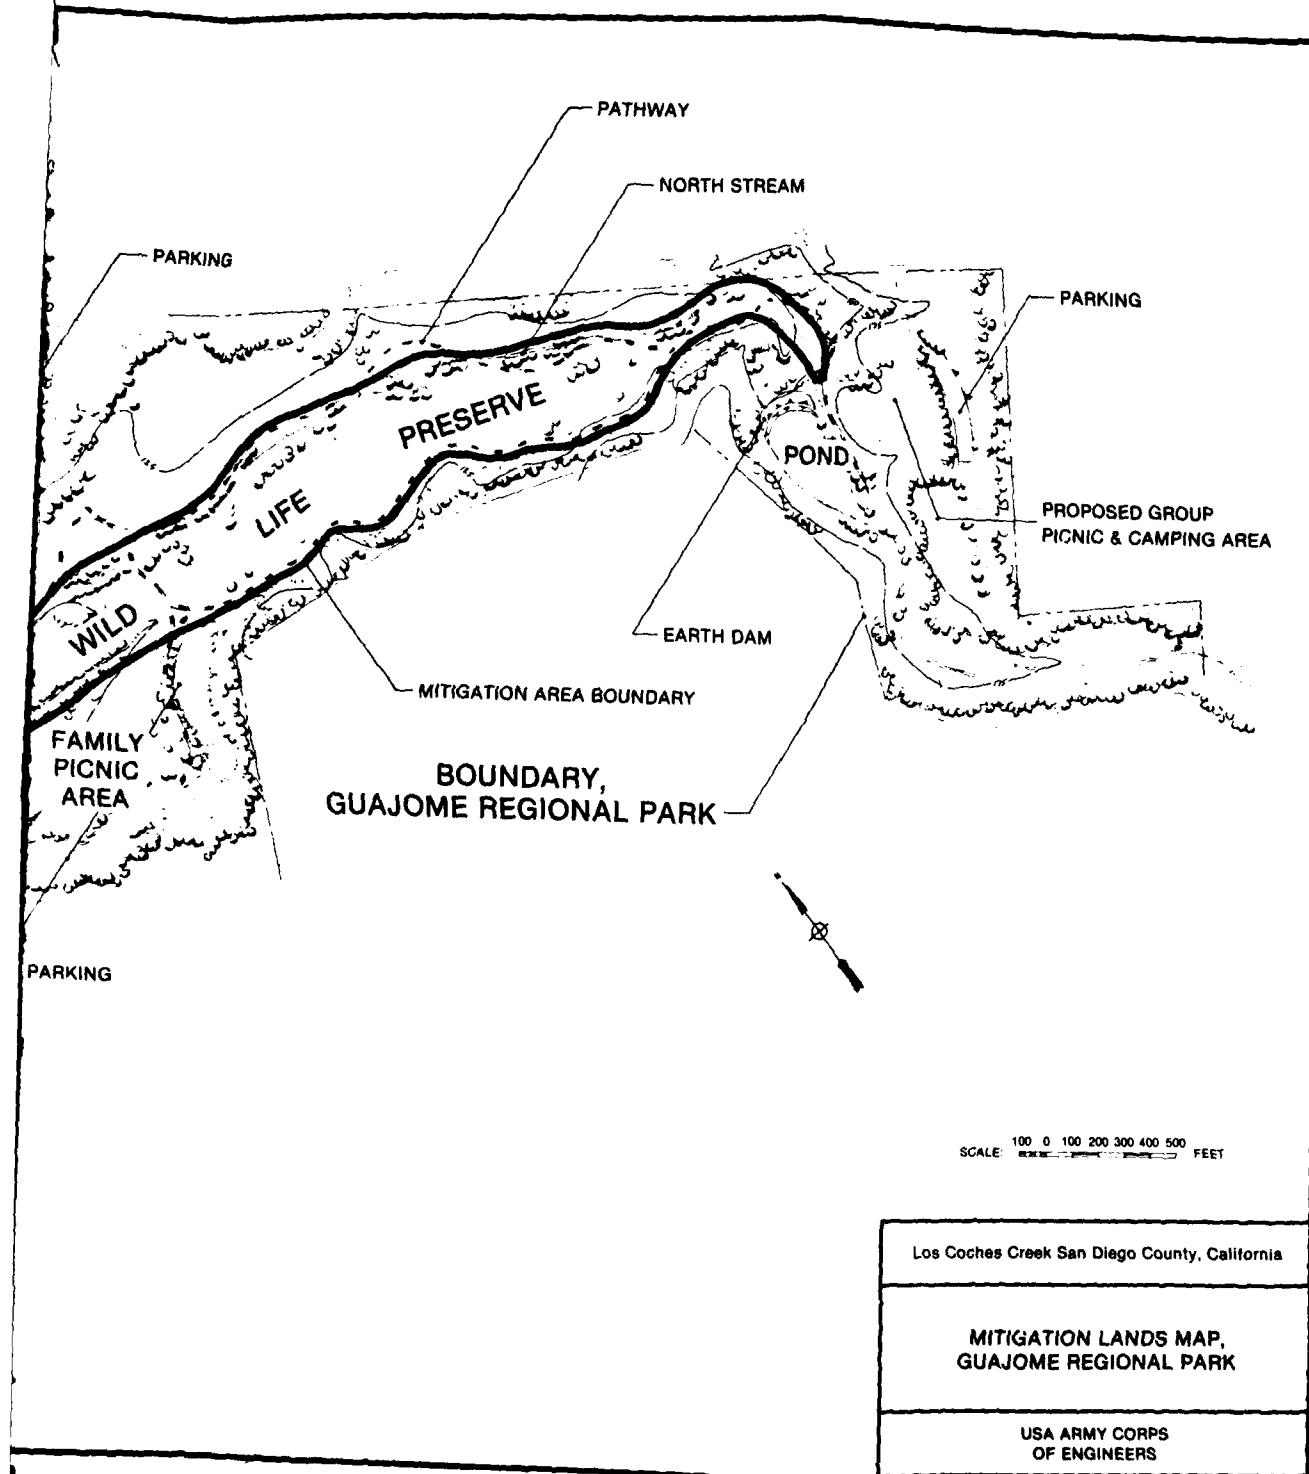 PATHWAY
NORTH STREAM
PARKING
PARKING
PRESERVE
POND
LIFE
PROPOSED GROUP
PICNIC & CAMPING AREA
WILD
EARTH DAM
MITIGATION AREA BOUNDARY
FAMILY
PICNIC
AREA
BOUNDARY,
GUAJOME REGIONAL PARK
PARKING
SCALE: 100 0 100 200 300 400 500 FEET
Los Coches Creek San Diego County, California
MITIGATION LANDS MAP,
GUAJOME REGIONAL PARK
USA ARMY CORPS
OF ENGINEERS